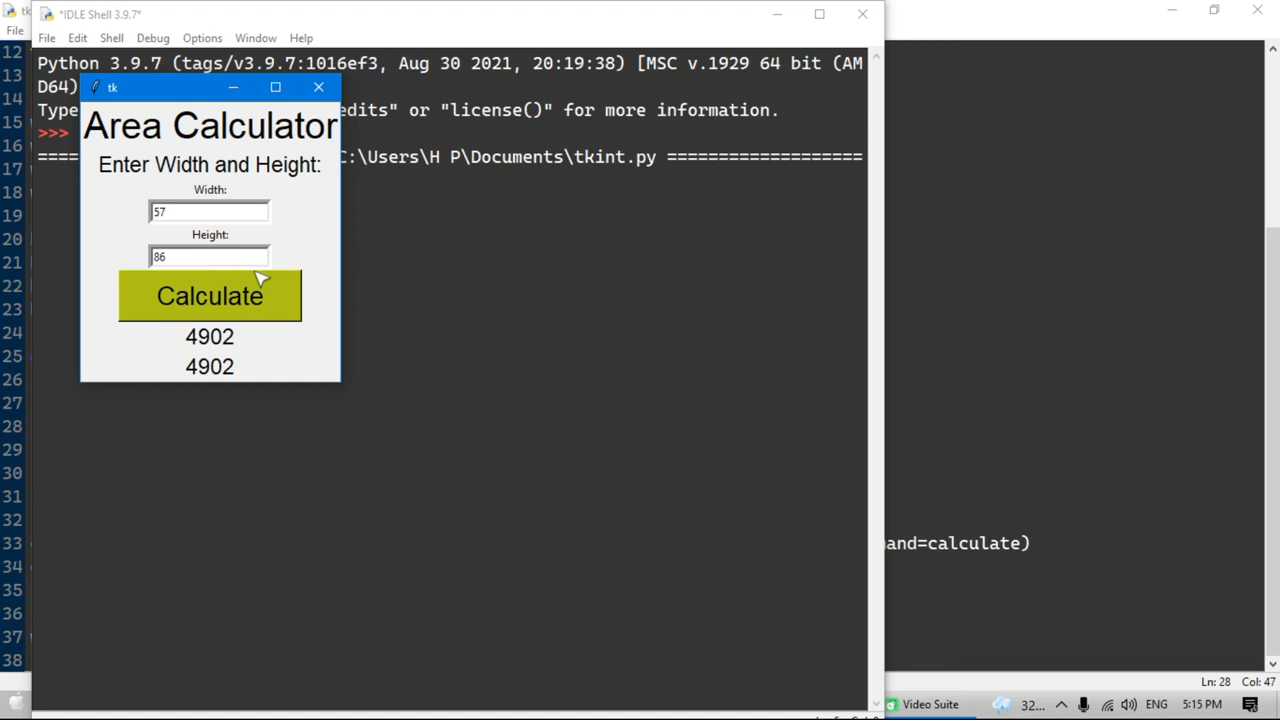 tk
*IDLE Shell 3.9.7*
File
File Edit Shell Debug Options Window Help
Python 3.9.7 (tags/v3.9.7:1016ef3, Aug 30 2021, 20:19:38) [MSC v.1929 64 bit (AM
D64)
Type edits" or "license()" for more information.
>>>
==== C:\Users\H P\Documents\tkint.py ===================
tk
Area Calculator
Enter Width and Height:
Width:
57
Height:
86
Calculate
4902
4902
12
13
14
15
16
17
18
19
20
21
22
23
24
25
26
27
28
29
30
31
32
33 mand=calculate)
34
35
36
37
38
Ln: 28 Col: 47
Video Suite 32... ENG 5:15 PM